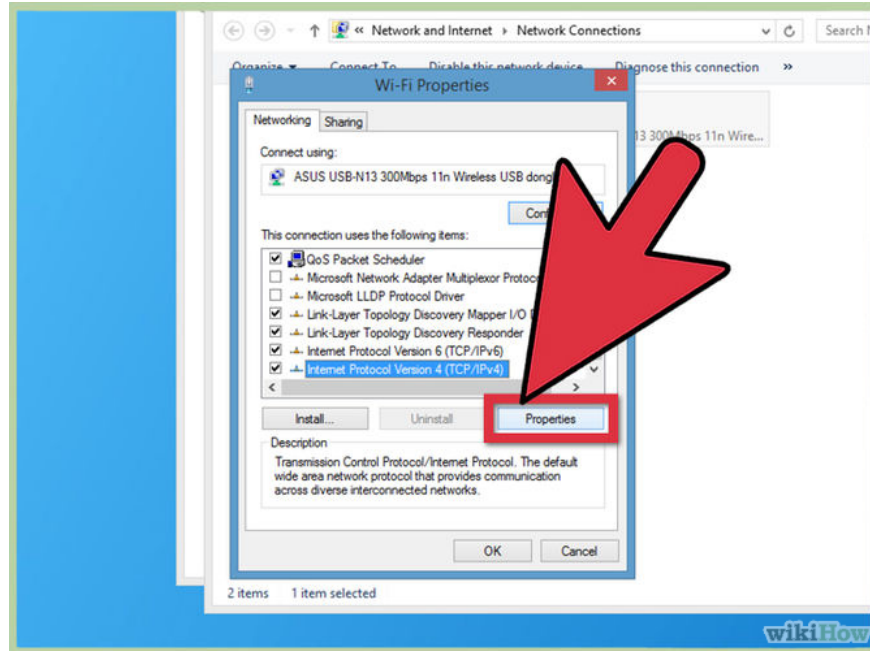 « Network and Internet › Network Connections
Search
Organize Connect To Disable this network device Diagnose this connection »
Wi-Fi Properties
13 300Mbps 11n Wire...
Networking Sharing
Connect using:
ASUS USB-N13 300Mbps 11n Wireless USB
This connection uses the following items:
QoS Packet Scheduler
Microsoft Network Adapter Multiplexor
Microsoft LLDP Protocol Driver
Link-Layer Topology Discovery Mapper I/O
Link-Layer Topology Discovery Responder
Internet Protocol Version 6 (TCP/IPv6)
Internet Protocol Version 4 (TCP/IPv4)
Install... Uninstall Properties
Description
Transmission Control Protocol/Internet Protocol. The default
wide area network protocol that provides communication
across diverse interconnected networks.
OK Cancel
2 items 1 item selected
wikiHow